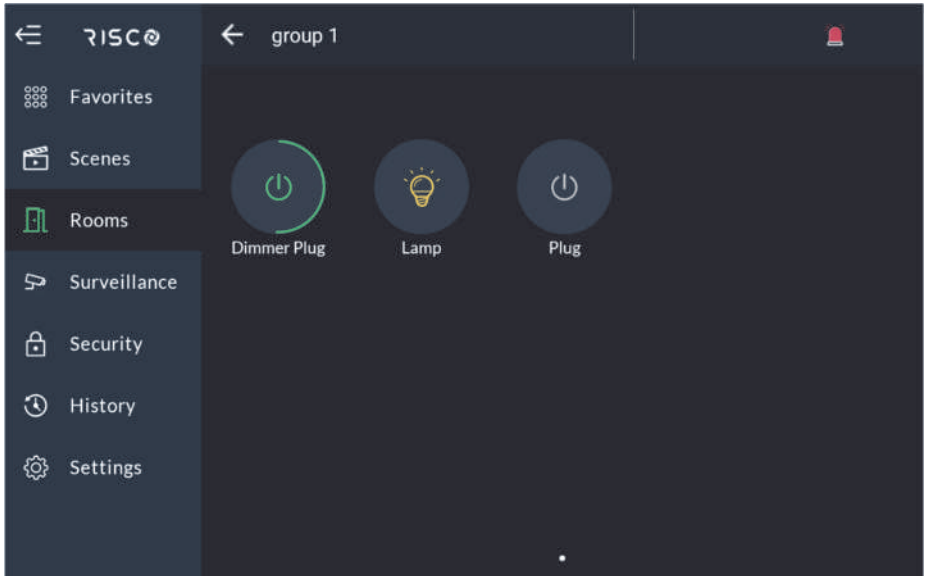 RISCO
group 1
Favorites
Scenes
Rooms
Surveillance
Security
History
Settings
Dimmer Plug
Lamp
Plug